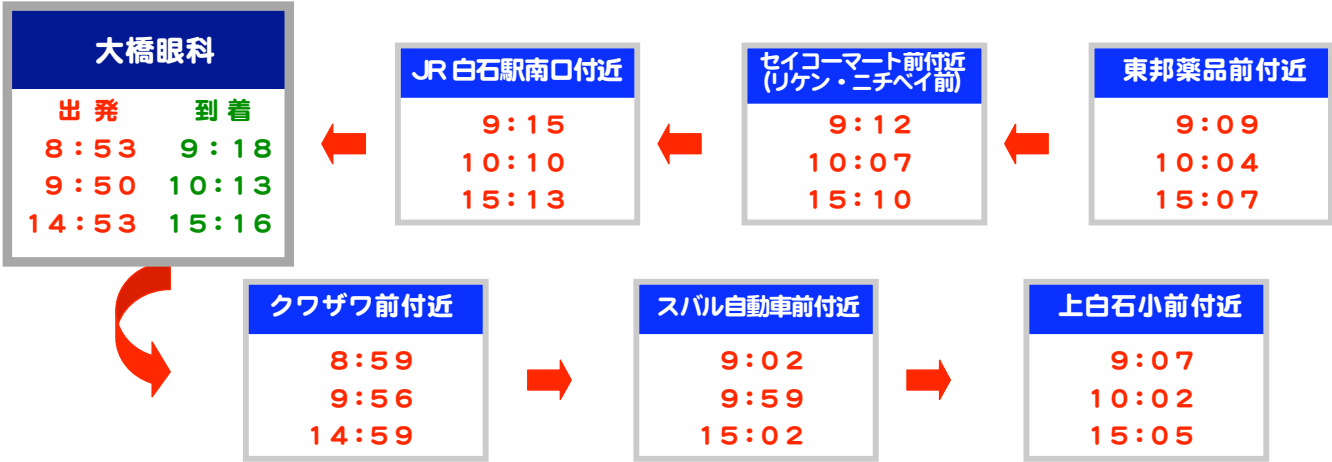 大橋眼科
出発 到着
8:53 9:18
9:50 10:13
14:53 15:16
JR白石駅南口付近
9:15
10:10
15:13
セイコーマート前付近
(リケン・ニチベイ前)
9:12
10:07
15:10
東邦薬品前付近
9:09
10:04
15:07
クワザワ前付近
8:59
9:56
14:59
スバル自動車前付近
9:02
9:59
15:02
上白石小前付近
9:07
10:02
15:05